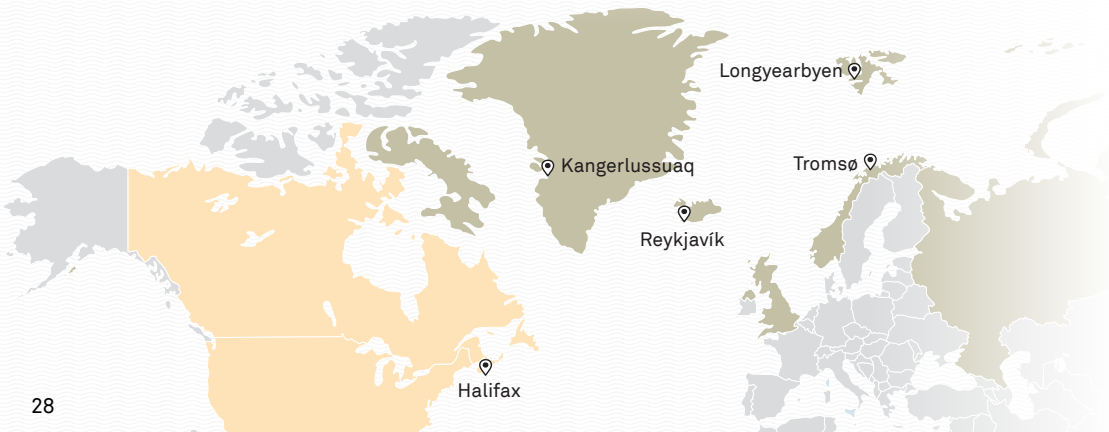 Longyearbyen
Kangerlussuaq
Tromsø
Reykjavík
Halifax
28